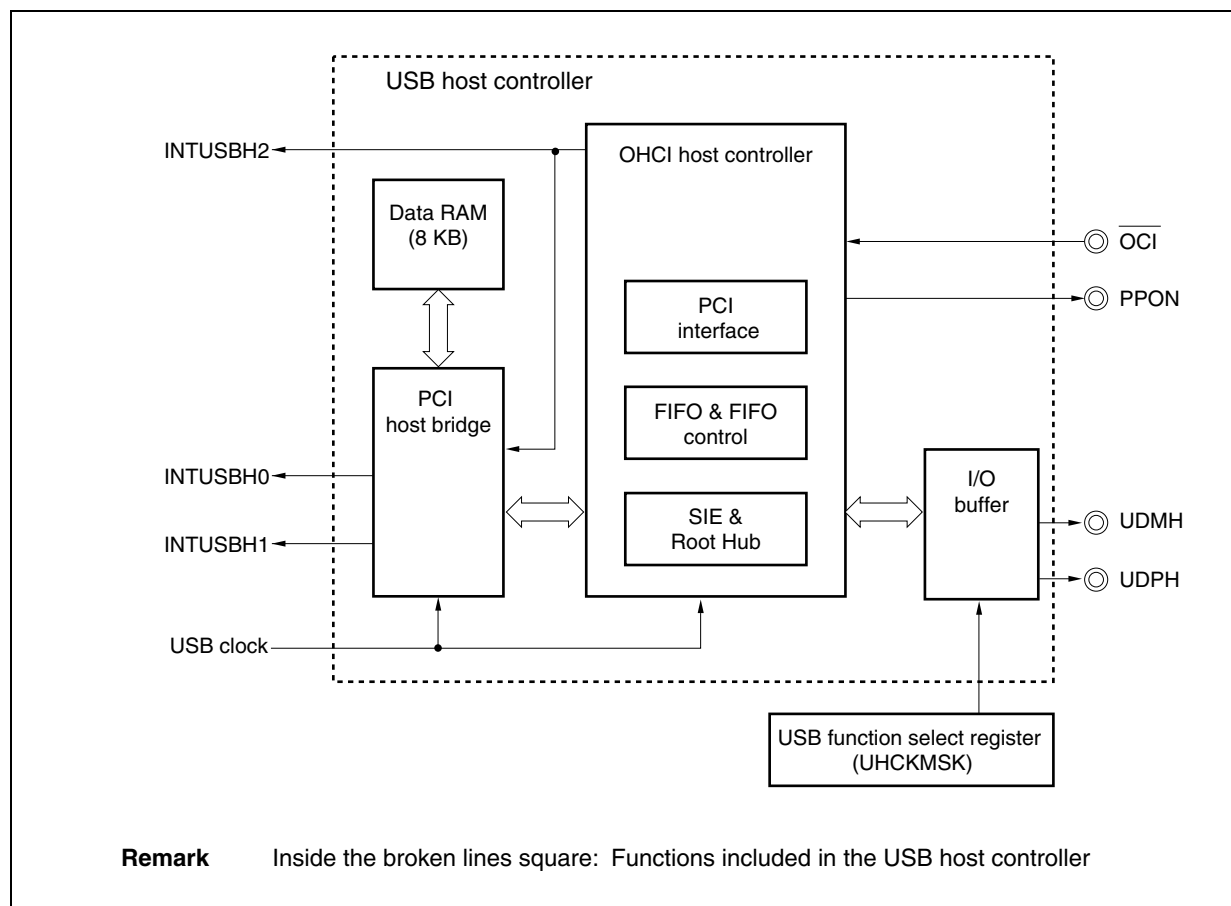 USB host controller
INTUSBH2
OHCI host controller
Data RAM
(8 KB)
OCI
PPON
PCI
interface
PCI
host bridge
FIFO & FIFO
control
INTUSBH0
I/O
buffer
SIE &
Root Hub
UDMH
INTUSBH1
UDPH
USB clock
USB function select register
(UHCKMSK)
Remark Inside the broken lines square: Functions included in the USB host controller